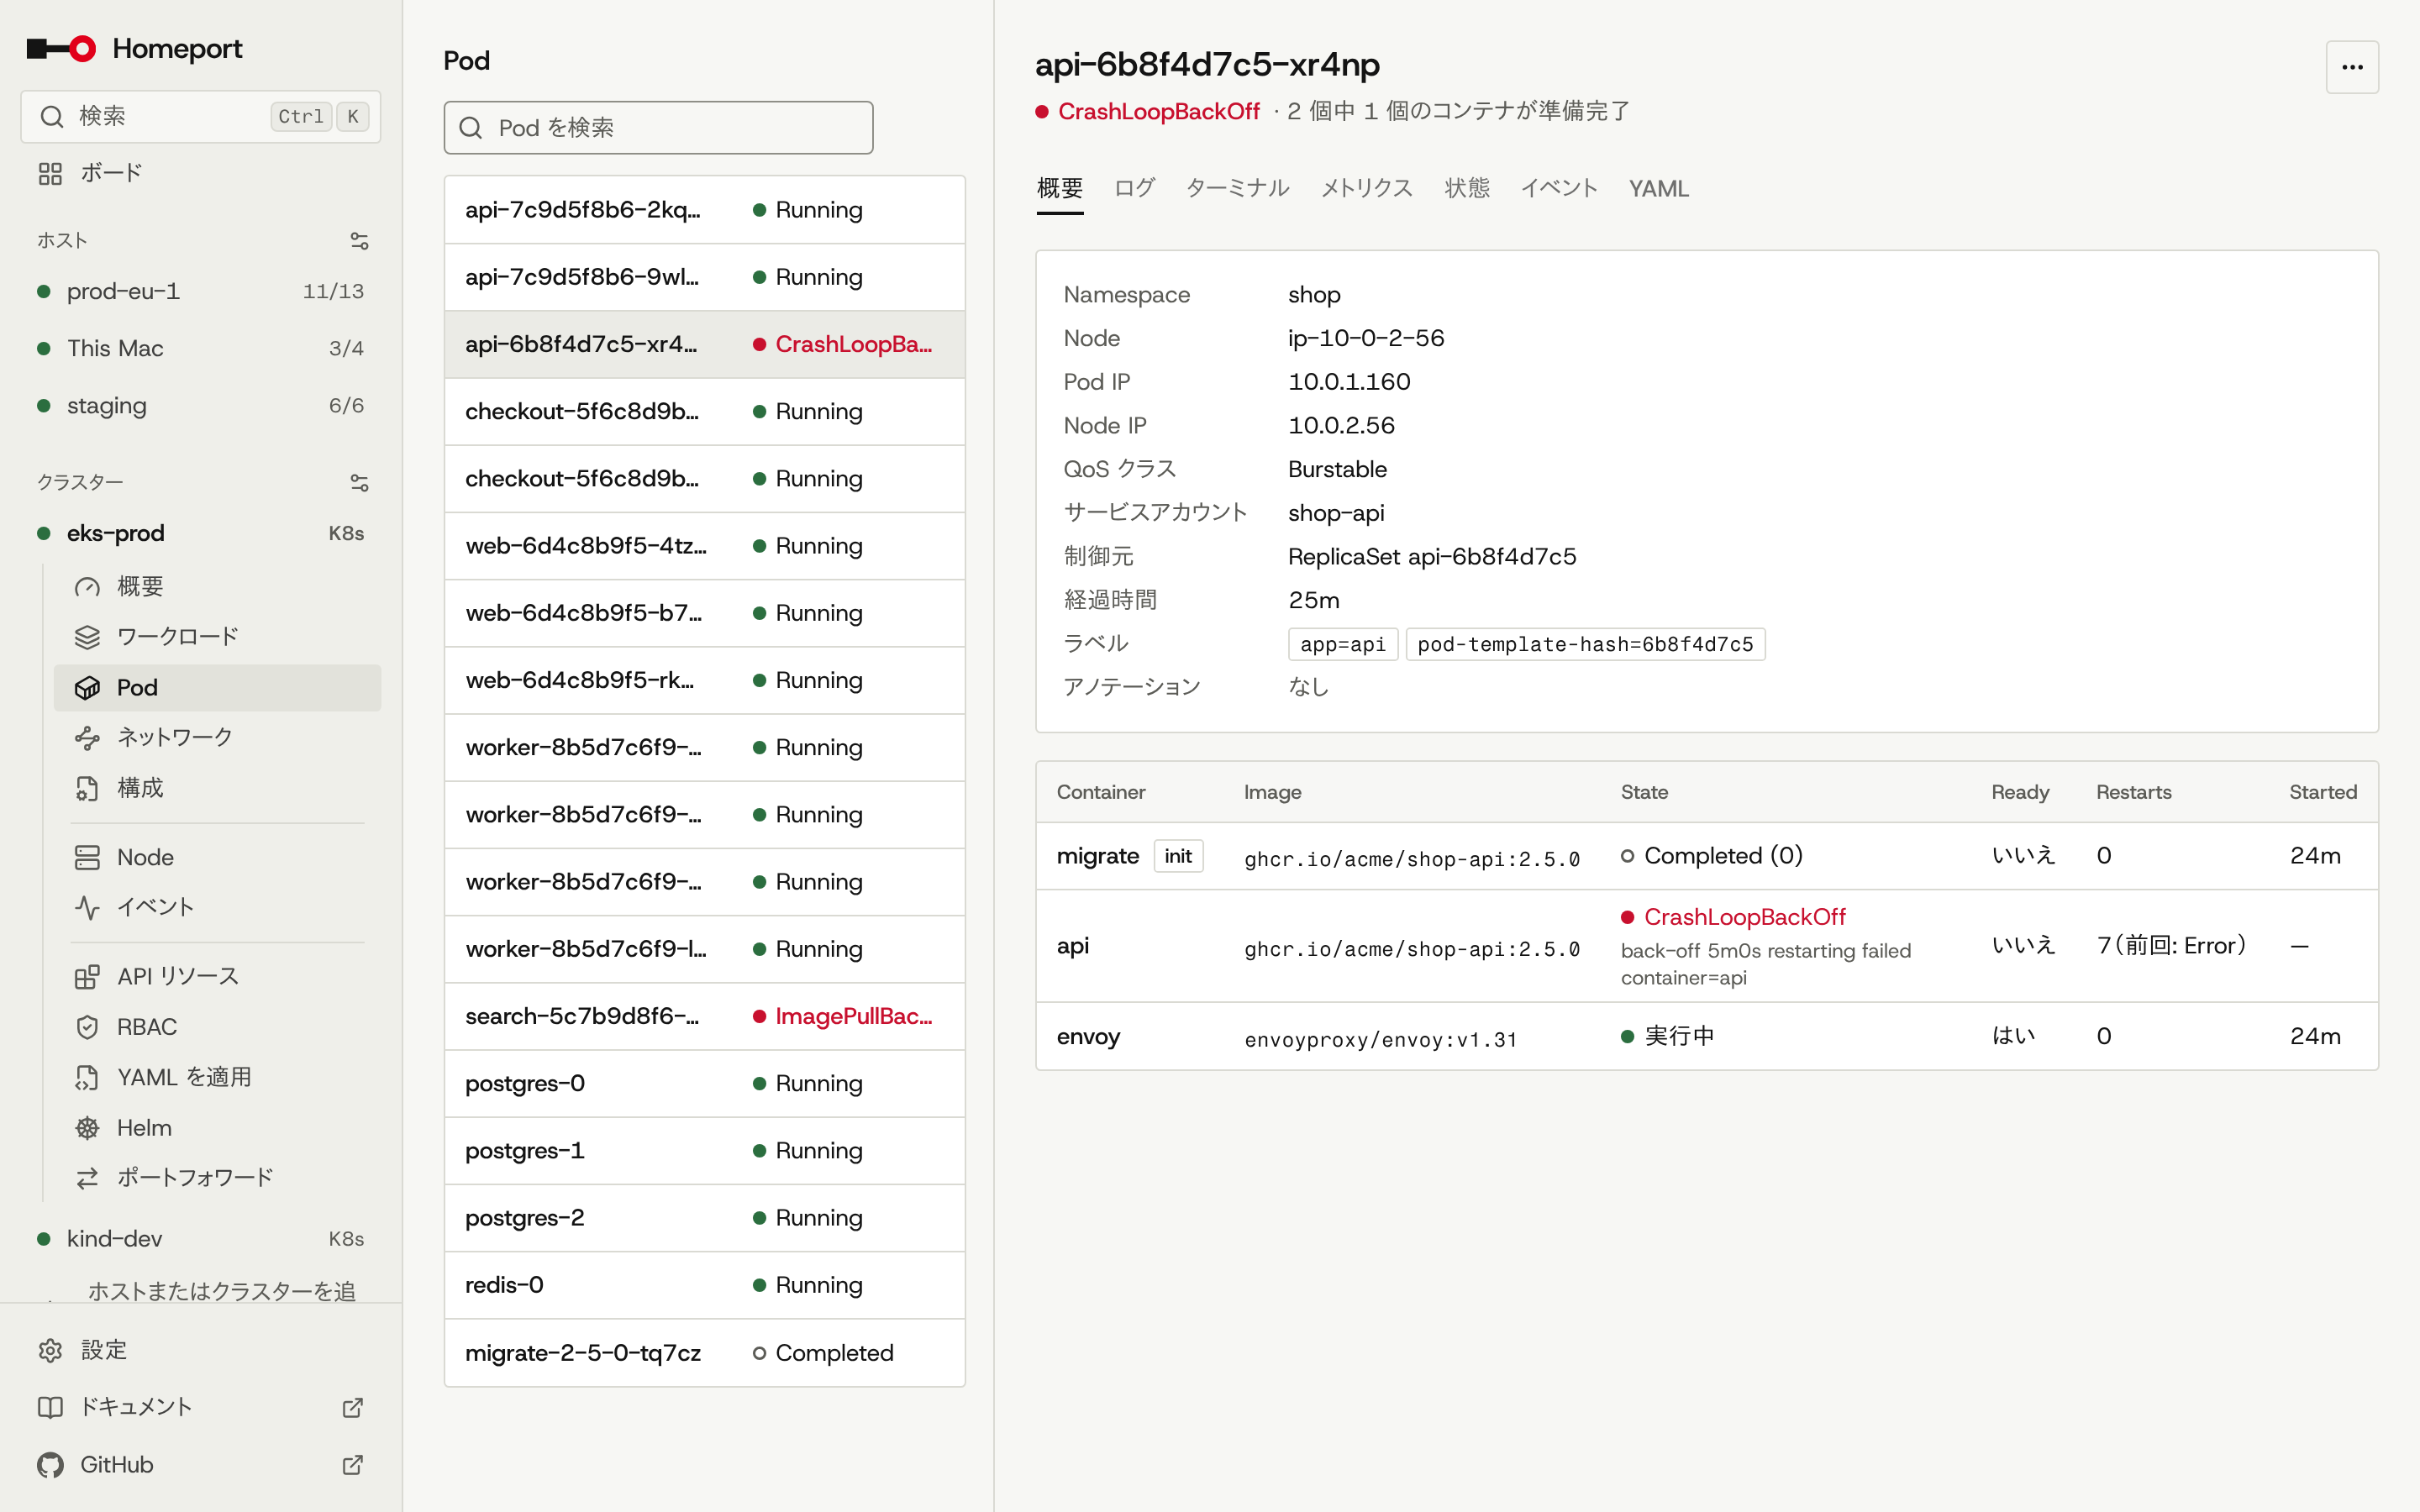 Homeport
検索 Ctrl K
ボード
ホスト
prod-eu-1 11/13
This Mac 3/4
staging 6/6
クラスター
eks-prod K8s
概要
ワークロード
Pod
ネットワーク
構成
Node
イベント
API リソース
RBAC
YAML を適用
Helm
ポートフォワード
kind-dev K8s
ホストまたはクラスターを追
設定
ドキュメント
GitHub
Pod
Pod を検索
api-7c9d5f8b6-2kq... Running
api-7c9d5f8b6-9wl... Running
api-6b8f4d7c5-xr4... CrashLoopBa...
checkout-5f6c8d9b... Running
checkout-5f6c8d9b... Running
web-6d4c8b9f5-4tz... Running
web-6d4c8b9f5-b7... Running
web-6d4c8b9f5-rk... Running
worker-8b5d7c6f9-... Running
worker-8b5d7c6f9-... Running
worker-8b5d7c6f9-... Running
worker-8b5d7c6f9-l... Running
search-5c7b9d8f6-... ImagePullBac...
postgres-0 Running
postgres-1 Running
postgres-2 Running
redis-0 Running
migrate-2-5-0-tq7cz Completed
api-6b8f4d7c5-xr4np
CrashLoopBackOff · 2 個中 1 個のコンテナが準備完了
概要 ログ ターミナル メトリクス 状態 イベント YAML
Namespace shop
Node ip-10-0-2-56
Pod IP 10.0.1.160
Node IP 10.0.2.56
QoS クラス Burstable
サービスアカウント shop-api
制御元 ReplicaSet api-6b8f4d7c5
経過時間 25m
ラベル app=api pod-template-hash=6b8f4d7c5
アノテーション なし
Container Image State Ready Restarts Started
migrate init ghcr.io/acme/shop-api:2.5.0 Completed (0) いいえ 0 24m
api ghcr.io/acme/shop-api:2.5.0 CrashLoopBackOff いいえ 7（前回: Error） —
back-off 5m0s restarting failed
container=api
envoy envoyproxy/envoy:v1.31 実行中 はい 0 24m